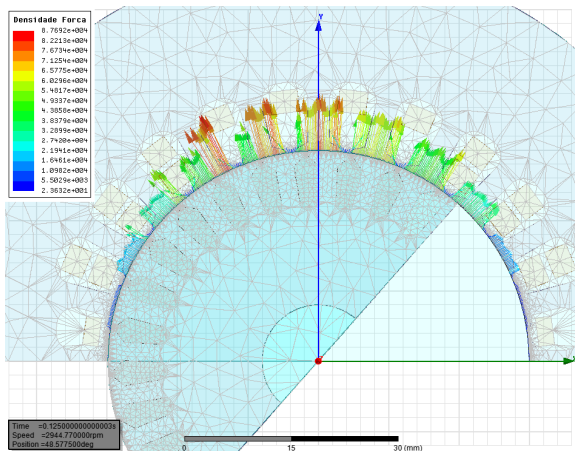 Densidade Forca
8.7692e+004
8.2213e+004
7.6734e+004
7.1254e+004
6.5775e+004
6.0296e+004
5.4817e+004
4.9337e+004
4.3858e+004
3.8379e+004
3.2899e+004
2.7420e+004
2.1941e+004
1.6461e+004
1.0982e+004
5.5029e+003
2.3632e+001
Y
Time =0.125000000000003s
Speed =2944.770000rpm
Position =48.577500deg
0 15 30 (mm)